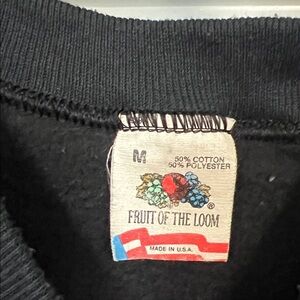 M
50% COTTON
50% POLYESTER
®
FRUIT OF THE LOOM
MADE IN U.S.A.